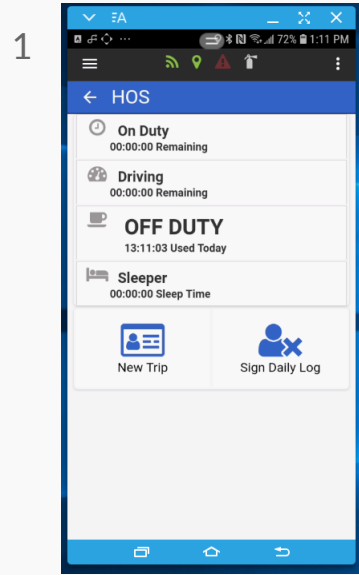 1
72% 1:11 PM
HOS
On Duty
00:00:00 Remaining
Driving
00:00:00 Remaining
OFF DUTY
13:11:03 Used Today
Sleeper
00:00:00 Sleep Time
New Trip
Sign Daily Log